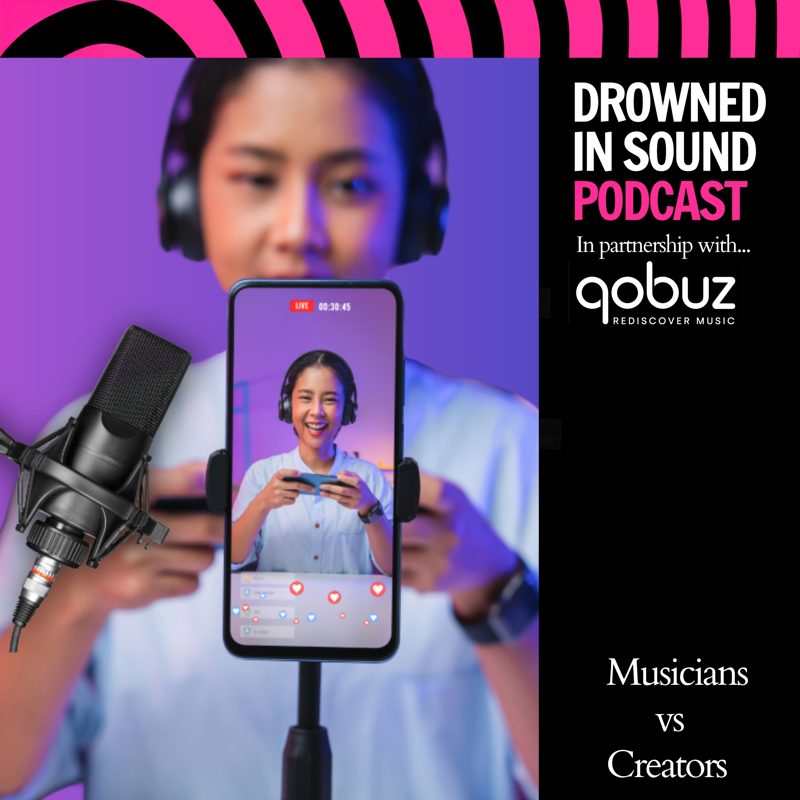 DROWNED
IN SOUND
PODCAST
In partnership with...
qobuz
REDISCOVER MUSIC
LIVE 00:30:45
Musicians
vs
Creators